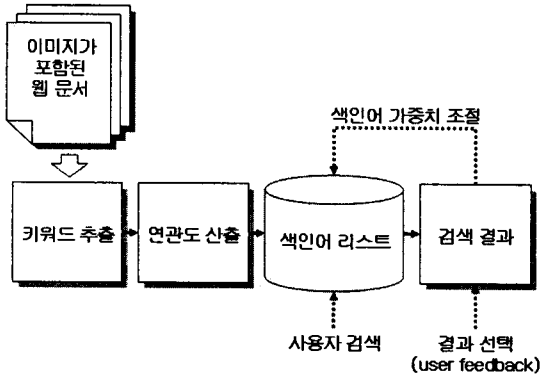 이미지가
포함된
웹 문서
색인어 가중치 조절
키워드 추출
연관도 산출
색인어 리스트
검색 결과
사용자 검색
결과 선택
(user feedback)